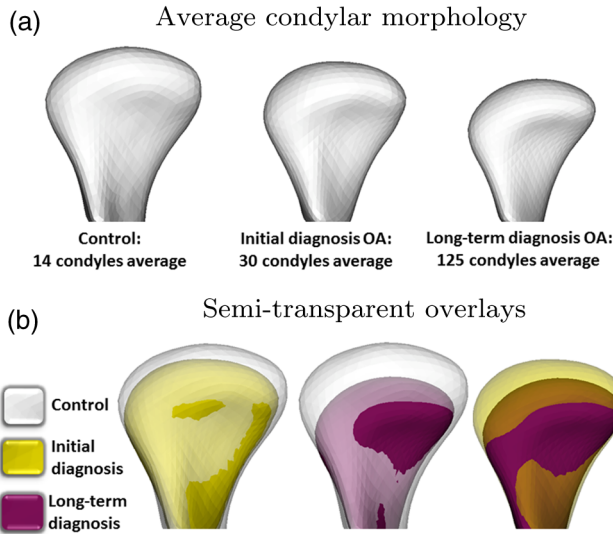 (a)
Average condylar morphology
Control:
14 condyles average
Initial diagnosis OA:
30 condyles average
Long-term diagnosis OA:
125 condyles average
(b)
Semi-transparent overlays
Control
Initial
diagnosis
Long-term
diagnosis